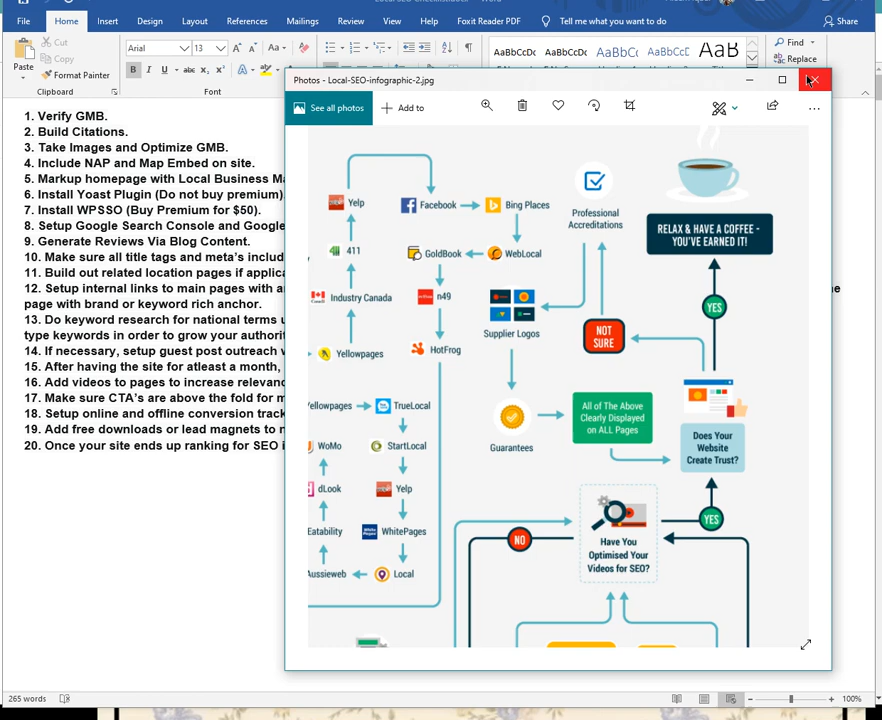 File
Home
Insert
Design
Layout
References
Mailings
Review
View
Help
Foxit Reader PDF
Tell me what you want to do
Share
Paste
Cut
Copy
Format Painter
Clipboard
Arial
13
Font
AaBbCcDc
AaBbCcDc
AaBbCcDc
AaBbCcDc
AaB
Find
Replace
Photos - Local-SEO-infographic-2.jpg
See all photos
Add to
1. Verify GMB.
2. Build Citations.
3. Take Images and Optimize GMB.
4. Include NAP and Map Embed on site.
5. Markup homepage with Local Business
6. Install Yoast Plugin (Do not buy premium)
7. Install WPSSO (Buy Premium for $50).
8. Setup Google Search Console and Google
9. Generate Reviews Via Blog Content.
10. Make sure all title tags and meta's
11. Build out related location pages if
12. Setup internal links to main pages with
page with brand or keyword rich anchor.
13. Do keyword research for national terms
type keywords in order to grow your
14. If necessary, setup guest post outreach
15. After having the site for atleast a month,
16. Add videos to pages to increase
17. Make sure CTA's are above the fold for
18. Setup online and offline conversion
19. Add free downloads or lead magnets to
20. Once your site ends up ranking for SEO
Yelp
Facebook
Bing Places
411
GoldBook
WebLocal
Industry Canada
n49
Supplier Logos
Yellowpages
HotFrog
Professional
Accreditations
RELAX & HAVE A COFFEE -
YOU'VE EARNED IT!
YES
NOT
SURE
Guarantees
All of The Above
Clearly Displayed
on ALL Pages
Does Your
Website
Create Trust?
YES
TrueLocal
WoMo
StartLocal
dLook
Yelp
Eatability
White Pages
WhitePages
Aussieweb
Local
NO
Have You
Optimised Your
Videos for SEO?
265 words
100%